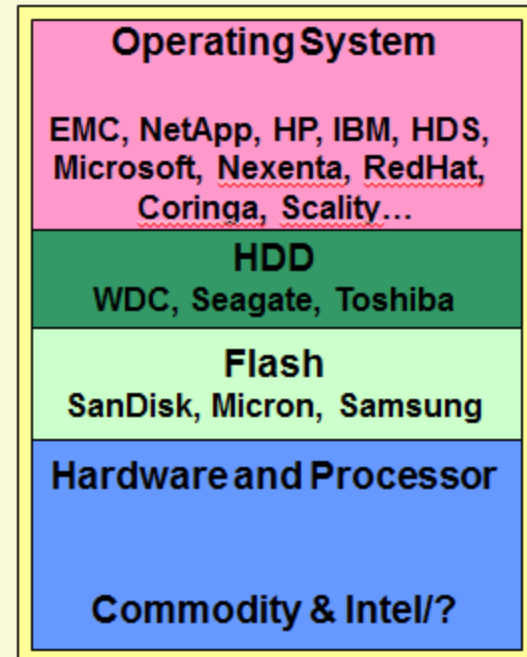 Operating System
EMC, NetApp, HP, IBM, HDS,
Microsoft, Nexenta, RedHat,
Coringa, Scality...
HDD
WDC, Seagate, Toshiba
Flash
SanDisk, Micron, Samsung
Hardware and Processor
Commodity & Intel/?